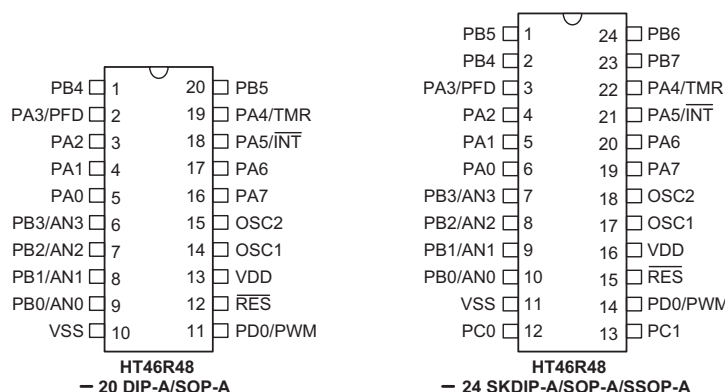 PB4 1 20 PB5
PA3/PFD 2 19 PA4/TMR
PA2 3 18 PA5/INT
PA1 4 17 PA6
PA0 5 16 PA7
PB3/AN3 6 15 OSC2
PB2/AN2 7 14 OSC1
PB1/AN1 8 13 VDD
PB0/AN0 9 12 RES
VSS 10 11 PD0/PWM
HT46R48
– 20 DIP-A/SOP-A
PB5 1 24 PB6
PB4 2 23 PB7
PA3/PFD 3 22 PA4/TMR
PA2 4 21 PA5/INT
PA1 5 20 PA6
PA0 6 19 PA7
PB3/AN3 7 18 OSC2
PB2/AN2 8 17 OSC1
PB1/AN1 9 16 VDD
PB0/AN0 10 15 RES
VSS 11 14 PD0/PWM
PC0 12 13 PC1
HT46R48
– 24 SKDIP-A/SOP-A/SSOP-A